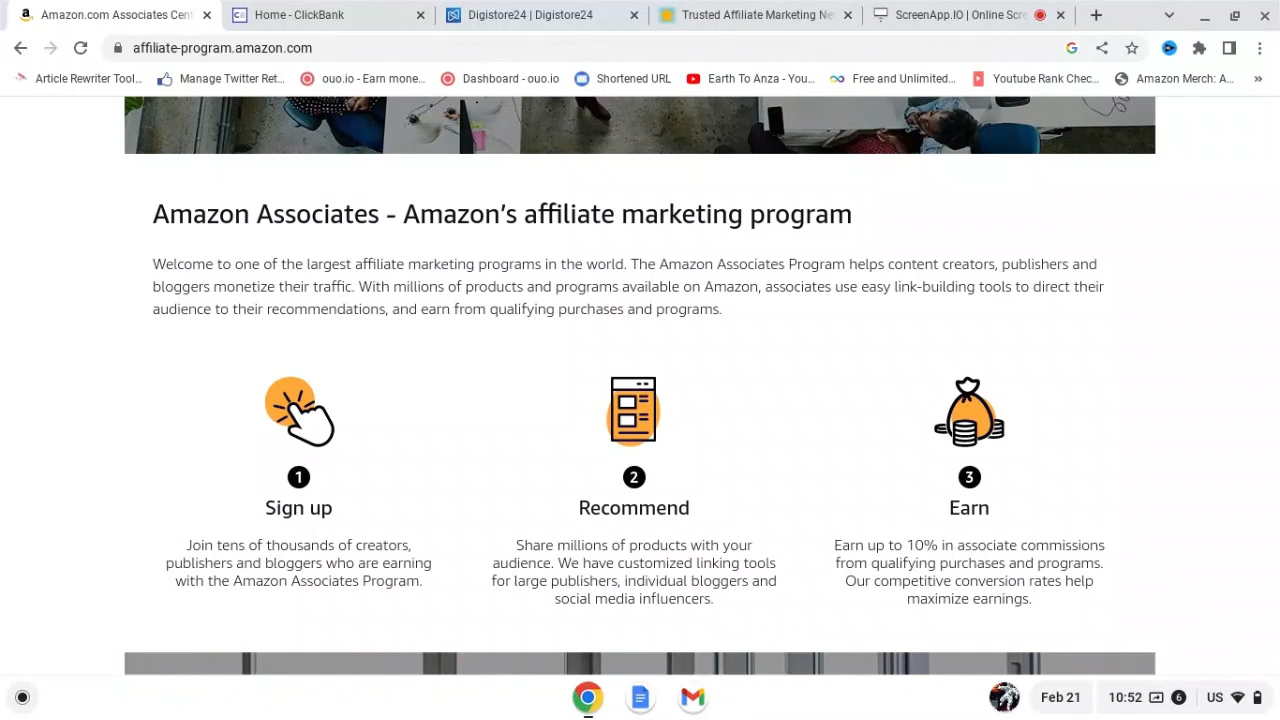 Amazon.com Associates Cent
Home - ClickBank
Digistore24 | Digistore24
Trusted Affiliate Marketing Ne
ScreenApp.IO | Online Scre
affiliate-program.amazon.com
Article Rewriter Tool...
Manage Twitter Ret...
ouo.io - Earn mone...
Dashboard - ouo.io
Shortened URL
Earth To Anza - You...
Free and Unlimited...
Youtube Rank Chec...
Amazon Merch: A...
Amazon Associates - Amazon’s affiliate marketing program
Welcome to one of the largest affiliate marketing programs in the world. The Amazon Associates Program helps content creators, publishers and
bloggers monetize their traffic. With millions of products and programs available on Amazon, associates use easy link-building tools to direct their
audience to their recommendations, and earn from qualifying purchases and programs.
1
Sign up
Join tens of thousands of creators,
publishers and bloggers who are earning
with the Amazon Associates Program.
2
Recommend
Share millions of products with your
audience. We have customized linking tools
for large publishers, individual bloggers and
social media influencers.
3
Earn
Earn up to 10% in associate commissions
from qualifying purchases and programs.
Our competitive conversion rates help
maximize earnings.
Feb 21
10:52
6
US